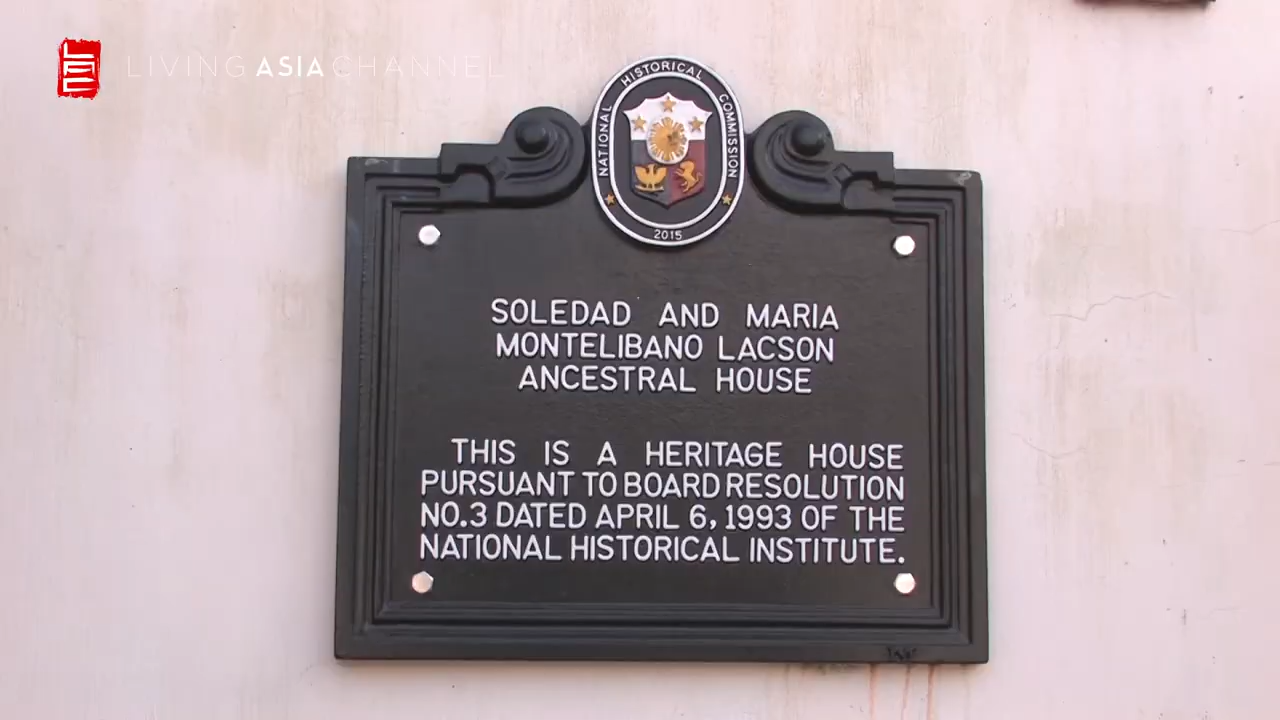 LIVING ASIA CHANNEL
NATIONAL HISTORICAL COMMISSION
2015
SOLEDAD AND MARIA
MONTELIBANO LACSON
ANCESTRAL HOUSE
THIS IS A HERITAGE HOUSE
PURSUANT TO BOARD RESOLUTION
NO.3 DATED APRIL 6, 1993 OF THE
NATIONAL HISTORICAL INSTITUTE.